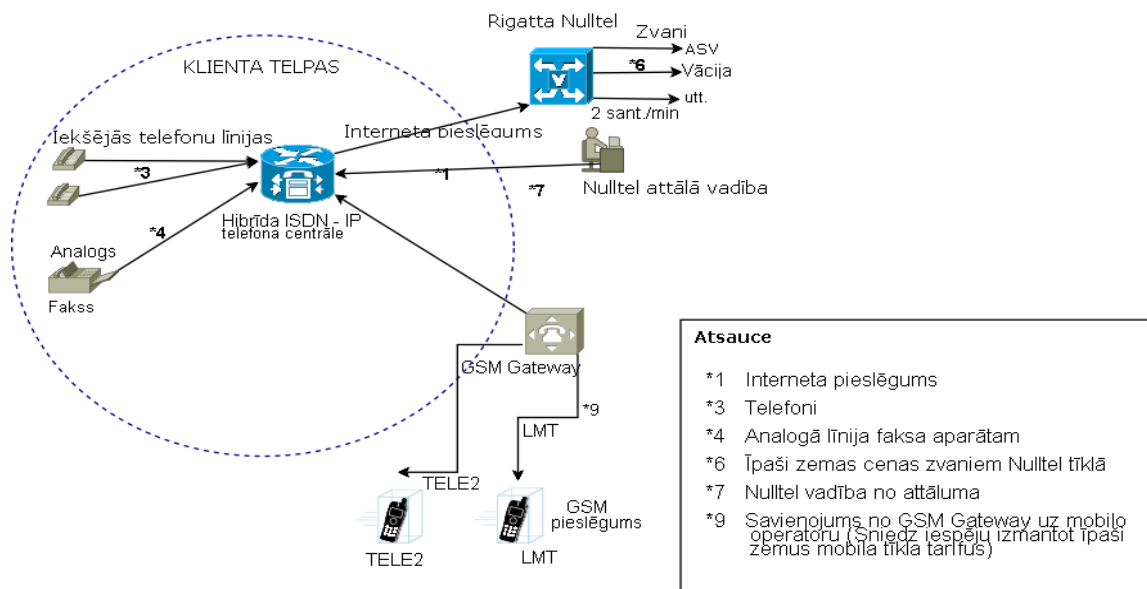 Rigatta Nulltel
Zvani
ASV
*6
Vācija
utt.
2 sant./min
KLIENTA TELPAS
Iekšējās telefonu līnijas
Interneta pieslēgums
*3
*1
*7
Nulltel attālā vadība
Hibrīda ISDN - IP
telefona centrāle
*4
Analogs
Fakss
GSM Gateway
*9
LMT
TELE2
GSM
pieslēgums
TELE2
LMT
Atsauce
*1 Interneta pieslēgums
*3 Telefoni
*4 Analogā līnija faksa aparātam
*6 Īpaši zemas cenas zvaniem Nulltel tīklā
*7 Nulltel vadība no attāluma
*9 Savienojums no GSM Gateway uz mobilo
operatoru (Sniedz iespēju izmantot īpaši
zemus mobilā tīkla tarifus)